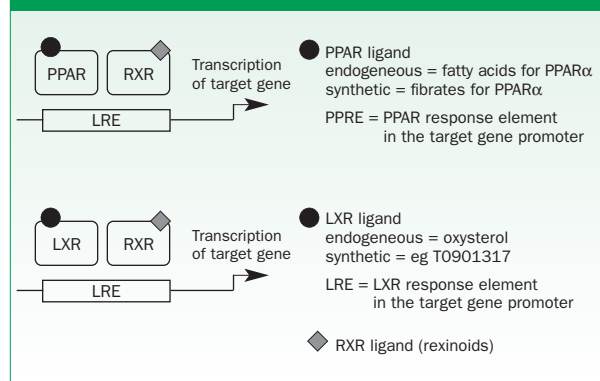 PPAR
RXR
Transcription
of target gene
LRE
PPAR ligand
endogeneous = fatty acids for PPARα
synthetic = fibrates for PPARα
PPRE = PPAR response element
in the target gene promoter
LXR
RXR
Transcription
of target gene
LRE
LXR ligand
endogeneous = oxysterol
synthetic = eg T0901317
LRE = LXR response element
in the target gene promoter
RXR ligand (rexinoids)